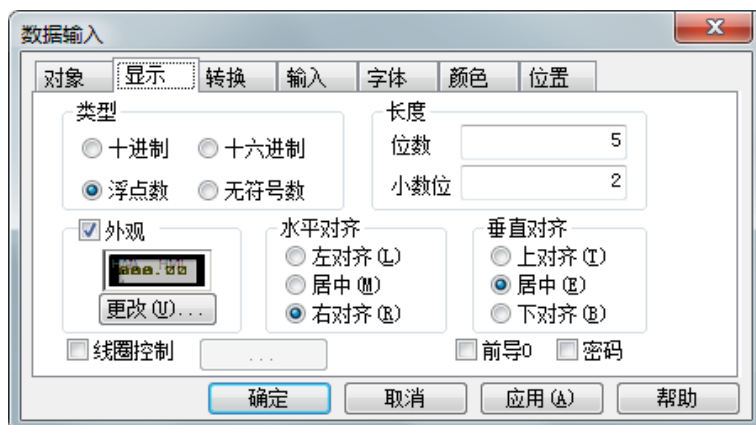 数据输入
对象 显示 转换 输入 字体 颜色 位置
类型 长度
十进制 十六进制 位数 5
浮点数 无符号数 小数位 2
外观 水平对齐 垂直对齐
左对齐(L) 上对齐(T)
居中(M) 居中(E)
更改(U)... 右对齐(R) 下对齐(B)
线圈控制 ... 前导0 密码
确定 取消 应用(A) 帮助